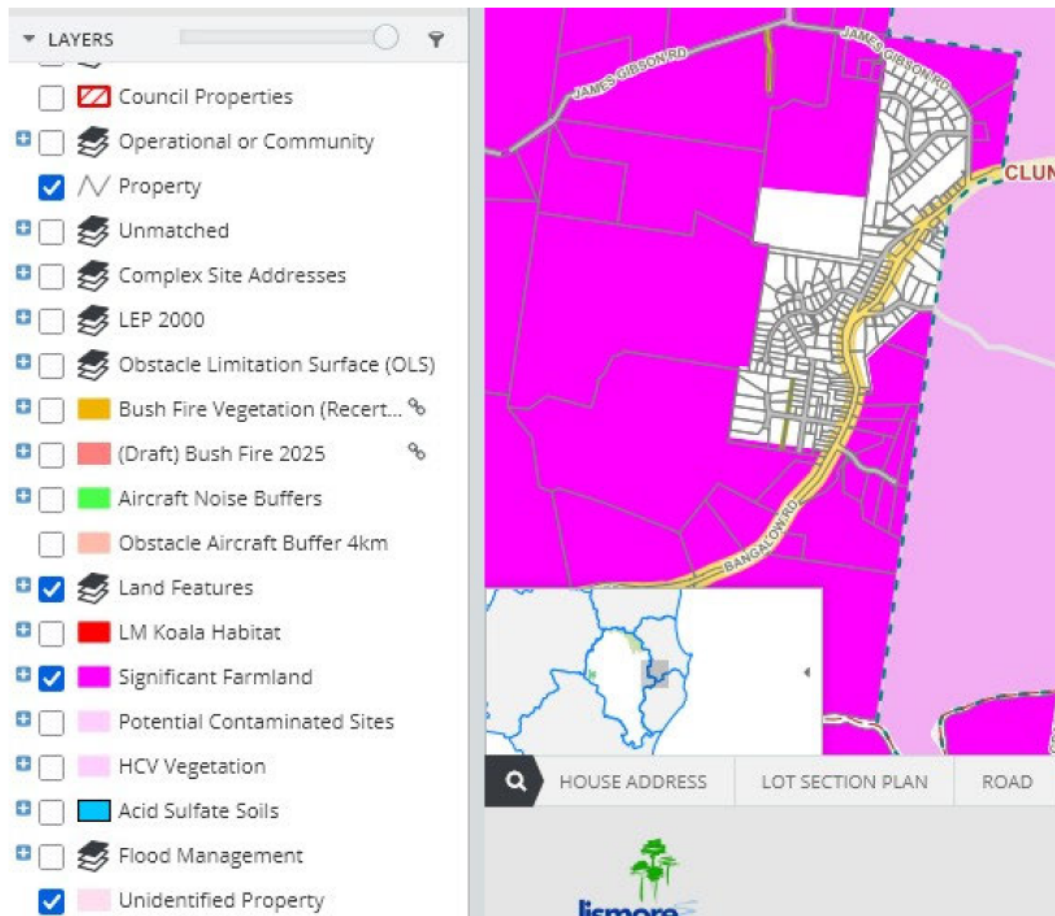 LAYERS
Council Properties
Operational or Community
Property
Unmatched
Complex Site Addresses
LEP 2000
Obstacle Limitation Surface (OLS)
Bush Fire Vegetation (Recert...
(Draft) Bush Fire 2025
Aircraft Noise Buffers
Obstacle Aircraft Buffer 4km
Land Features
LM Koala Habitat
Significant Farmland
Potential Contaminated Sites
HCV Vegetation
Acid Sulfate Soils
Flood Management
Unidentified Property
JAMES GIBSON RD
JAMES GIBSON RD
CLUN
BANGALOW RD
HOUSE ADDRESS
LOT SECTION PLAN
ROAD
lismore